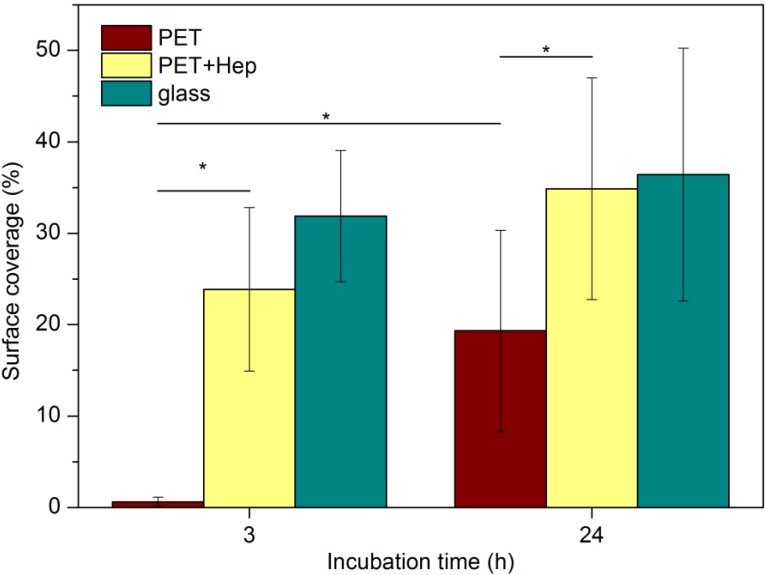 PET
PET+Hep
glass
*
*
*
50
40
30
20
10
0
3
24
Surface coverage (%)
Incubation time (h)